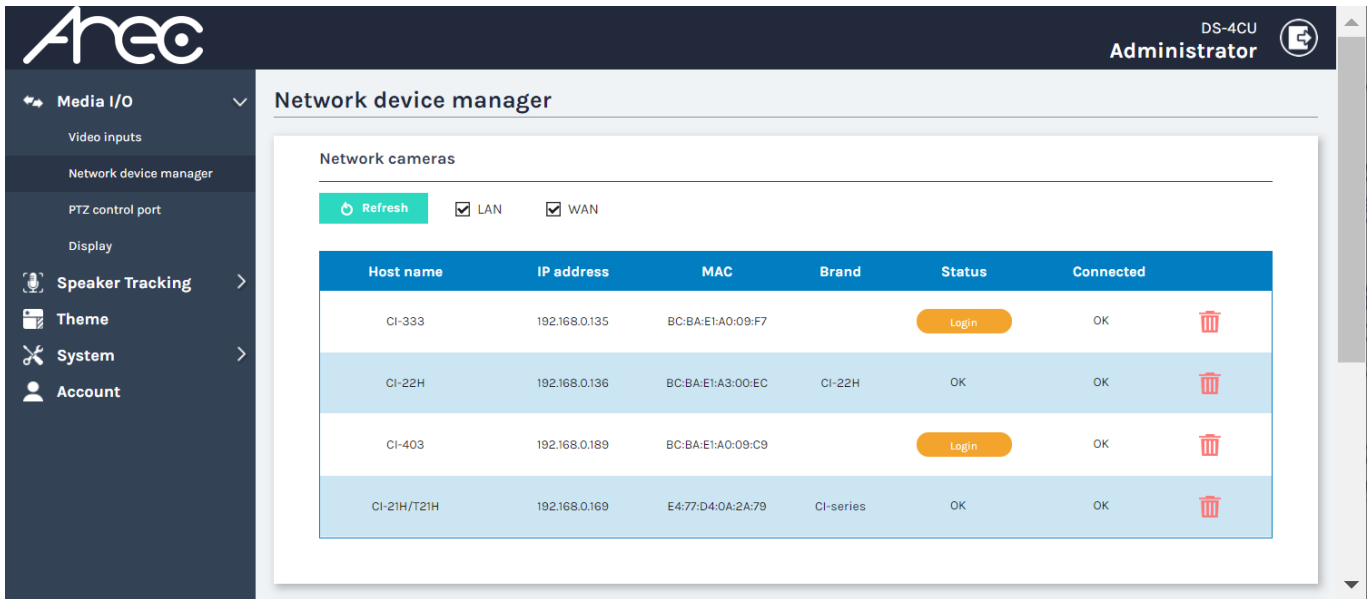 Arec
DS-4CU
Administrator
Media I/O
Video inputs
Network device manager
PTZ control port
Display
Speaker Tracking
Theme
System
Account
Network device manager
Network cameras
Refresh LAN WAN
Host name IP address MAC Brand Status Connected
CI-333 192.168.0.135 BC:BA:E1:A0:09:F7 Login OK
CI-22H 192.168.0.136 BC:BA:E1:A3:00:EC CI-22H OK OK
CI-403 192.168.0.189 BC:BA:E1:A0:09:C9 Login OK
CI-21H/T21H 192.168.0.169 E4:77:D4:0A:2A:79 CI-series OK OK